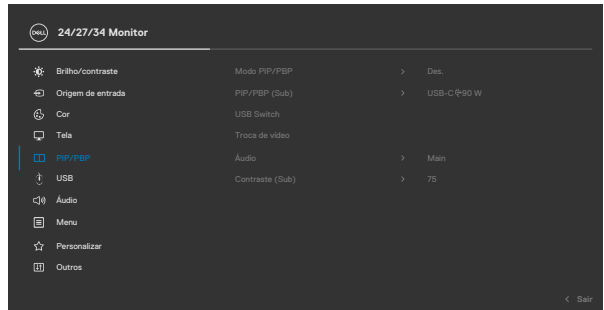 DELL 24/27/34 Monitor
Brilho/contraste Modo PIP/PBP > Des.
Origem de entrada PIP/PBP (Sub) > USB-C 90 W
Cor USB Switch
Tela Troca de vídeo
PIP/PBP Áudio > Main
USB Contraste (Sub) > 75
Áudio
Menu
Personalizar
Outros
< Sair